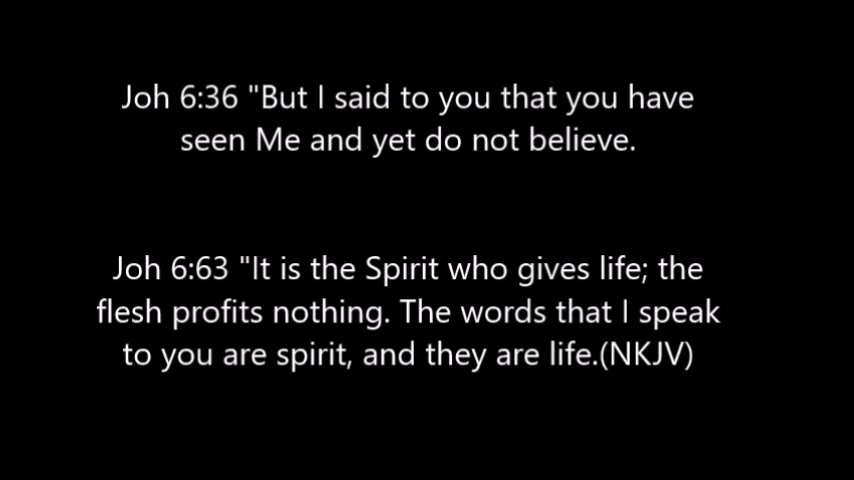 Joh 6:36 "But I said to you that you have
seen Me and yet do not believe.
Joh 6:63 "It is the Spirit who gives life; the
flesh profits nothing. The words that I speak
to you are spirit, and they are life.(NKJV)